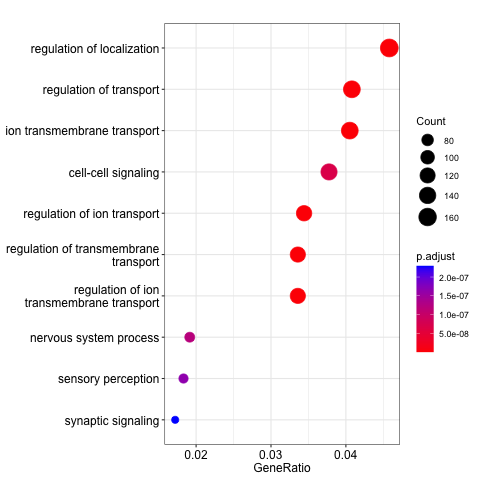 regulation of localization
regulation of transport
ion transmembrane transport
cell-cell signaling
regulation of ion transport
regulation of transmembrane
transport
regulation of ion
transmembrane transport
nervous system process
sensory perception
synaptic signaling
0.02
0.03
0.04
GeneRatio
Count
80
100
120
140
160
p.adjust
2.0e-07
1.5e-07
1.0e-07
5.0e-08